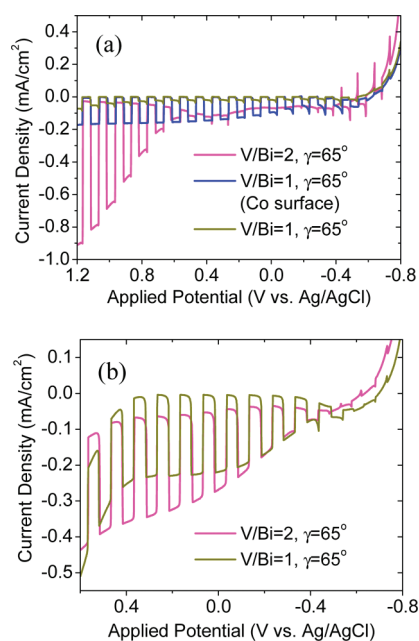 (a)
0.4
0.2
0.0
-0.2
-0.4
-0.6
-0.8
-1.0
Current Density (mA/cm²)
V/Bi=2, γ=65°
V/Bi=1, γ=65°
(Co surface)
V/Bi=1, γ=65°
1.2 0.8 0.4 0.0 -0.4 -0.8
Applied Potential (V vs. Ag/AgCl)
(b)
0.1
0.0
-0.1
-0.2
-0.3
-0.4
-0.5
Current Density (mA/cm²)
V/Bi=2, γ=65°
V/Bi=1, γ=65°
0.4 0.0 -0.4 -0.8
Applied Potential (V vs. Ag/AgCl)